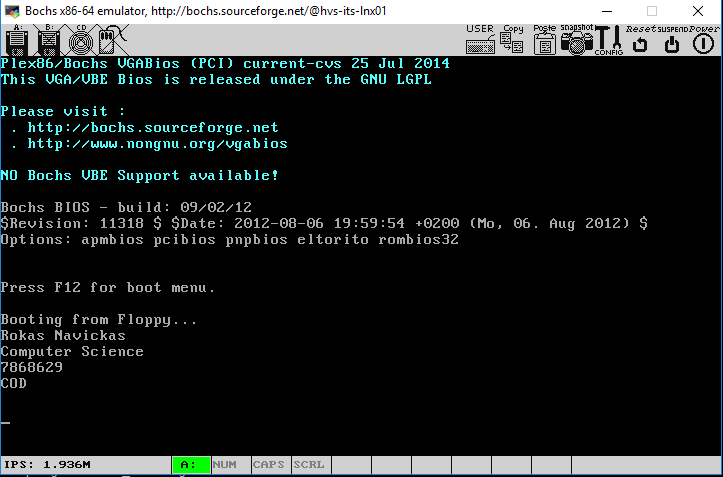 Bochs x86-64 emulator, http://bochs.sourceforge.net/@hvs-its-lnx01
A: B: CD USER Copy Paste snapshot CONFIG Reset SUSPEND Power
Plex86/Bochs VGABios (PCI) current-cvs 25 Jul 2014
This VGA/VBE Bios is released under the GNU LGPL
Please visit :
. http://bochs.sourceforge.net
. http://www.nongnu.org/vgabios
NO Bochs VBE Support available!
Bochs BIOS - build: 09/02/12
$Revision: 11318 $ $Date: 2012-08-06 19:59:54 +0200 (Mo, 06. Aug 2012) $
Options: apmbios pcibios pnpbios eltorito rombios32
Press F12 for boot menu.
Booting from Floppy...
Rokas Navickas
Computer Science
7868629
COD
_
IPS: 1.936M A: NUM CAPS SCRL